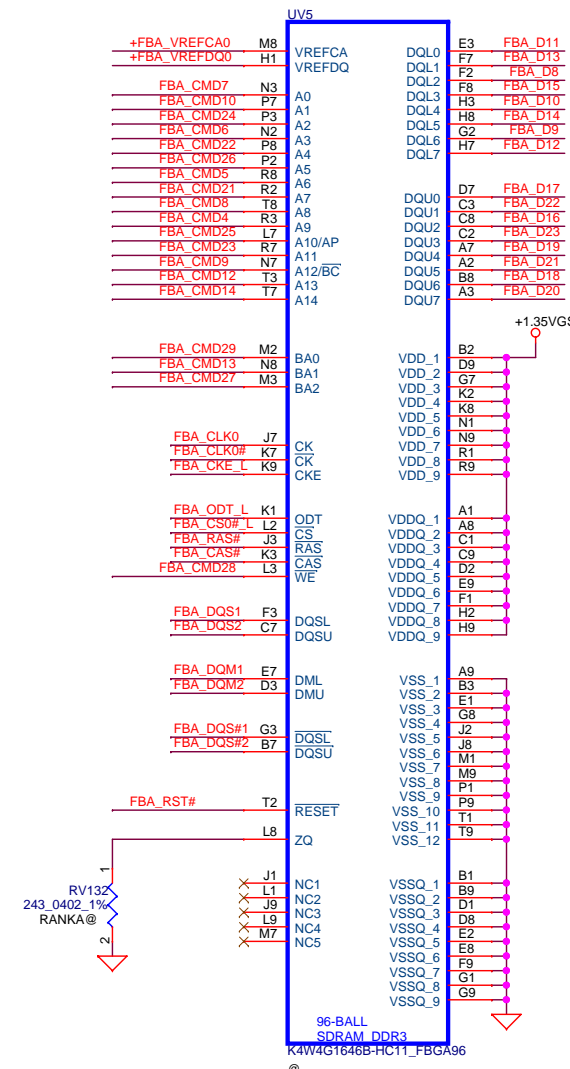 UV5
+FBA_VREFCA0 M8 VREFCA
+FBA_VREFDQ0 H1 VREFDQ
FBA_CMD7 N3 A0
FBA_CMD10 P7 A1
FBA_CMD24 P3 A2
FBA_CMD6 N2 A3
FBA_CMD22 P8 A4
FBA_CMD26 P2 A5
FBA_CMD5 R8 A6
FBA_CMD21 R2 A7
FBA_CMD8 T8 A8
FBA_CMD4 R3 A9
FBA_CMD25 L7 A10/AP
FBA_CMD23 R7 A11
FBA_CMD9 N7 A12/BC
FBA_CMD12 T3 A13
FBA_CMD14 T7 A14
FBA_CMD29 M2 BA0
FBA_CMD13 N8 BA1
FBA_CMD27 M3 BA2
FBA_CLK0 J7 CK
FBA_CLK0# K7 CK
FBA_CKE_L K9 CKE
FBA_ODT_L K1 ODT
FBA_CS0#_L L2 CS
FBA_RAS# J3 RAS
FBA_CAS# K3 CAS
FBA_CMD28 L3 WE
FBA_DQS1 F3 DQSL
FBA_DQS2 C7 DQSU
FBA_DQM1 E7 DML
FBA_DQM2 D3 DMU
FBA_DQS#1 G3 DQSL
FBA_DQS#2 B7 DQSU
FBA_RST# T2 RESET
L8 ZQ
1
RV132
243_0402_1%
RANKA@
2
J1 NC1
L1 NC2
J9 NC3
L9 NC4
M7 NC5
DQL0 E3 FBA_D11
DQL1 F7 FBA_D13
DQL2 F2 FBA_D8
DQL3 F8 FBA_D15
DQL4 H3 FBA_D10
DQL5 H8 FBA_D14
DQL6 G2 FBA_D9
DQL7 H7 FBA_D12
DQU0 D7 FBA_D17
DQU1 C3 FBA_D22
DQU2 C8 FBA_D16
DQU3 C2 FBA_D23
DQU4 A7 FBA_D19
DQU5 A2 FBA_D21
DQU6 B8 FBA_D18
DQU7 A3 FBA_D20
+1.35VGS
VDD_1 B2
VDD_2 D9
VDD_3 G7
VDD_4 K2
VDD_5 K8
VDD_6 N1
VDD_7 N9
VDD_8 R1
VDD_9 R9
VDDQ_1 A1
VDDQ_2 A8
VDDQ_3 C1
VDDQ_4 C9
VDDQ_5 D2
VDDQ_6 E9
VDDQ_7 F1
VDDQ_8 H2
VDDQ_9 H9
VSS_1 A9
VSS_2 B3
VSS_3 E1
VSS_4 G8
VSS_5 J2
VSS_6 J8
VSS_7 M1
VSS_8 M9
VSS_9 P1
VSS_10 P9
VSS_11 T1
VSS_12 T9
VSSQ_1 B1
VSSQ_2 B9
VSSQ_3 D1
VSSQ_4 D8
VSSQ_5 E2
VSSQ_6 E8
VSSQ_7 F9
VSSQ_8 G1
VSSQ_9 G9
96-BALL
SDRAM_DDR3
K4W4G1646B-HC11_FBGA96
@